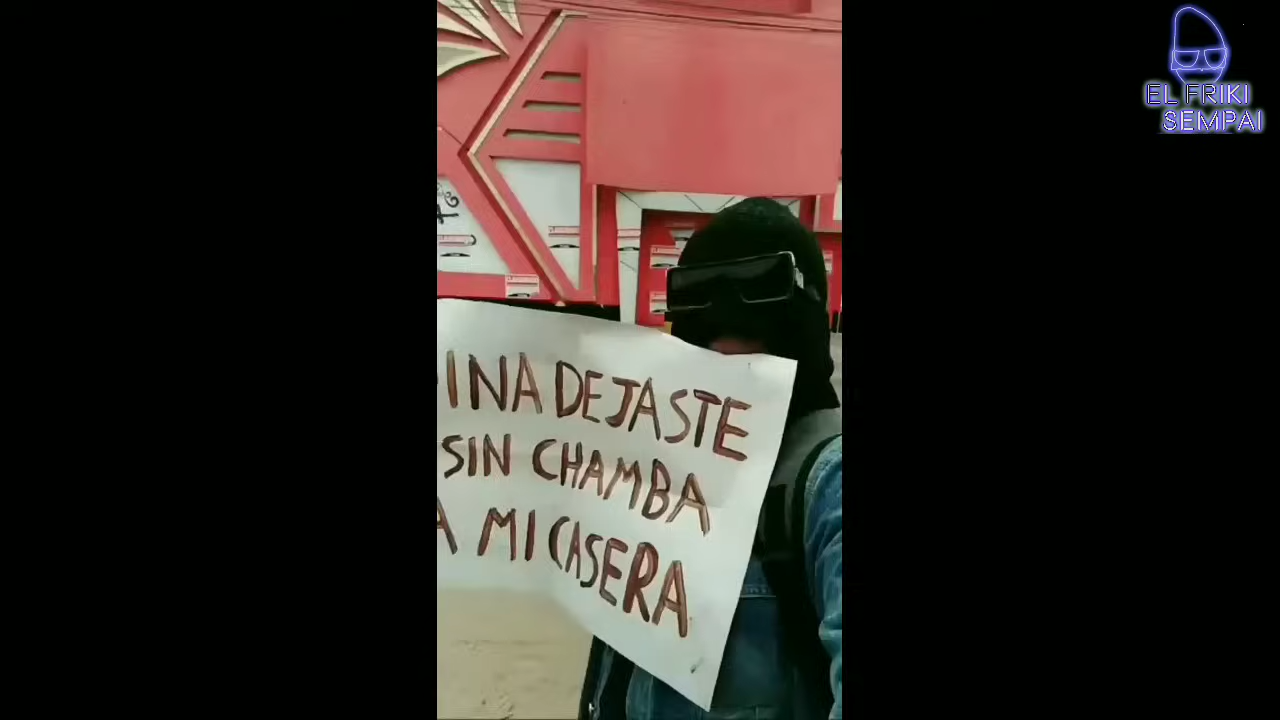 EL FRIKI
SEMPAI
INA DEJASTE
SIN CHAMBA
A MI CASERA